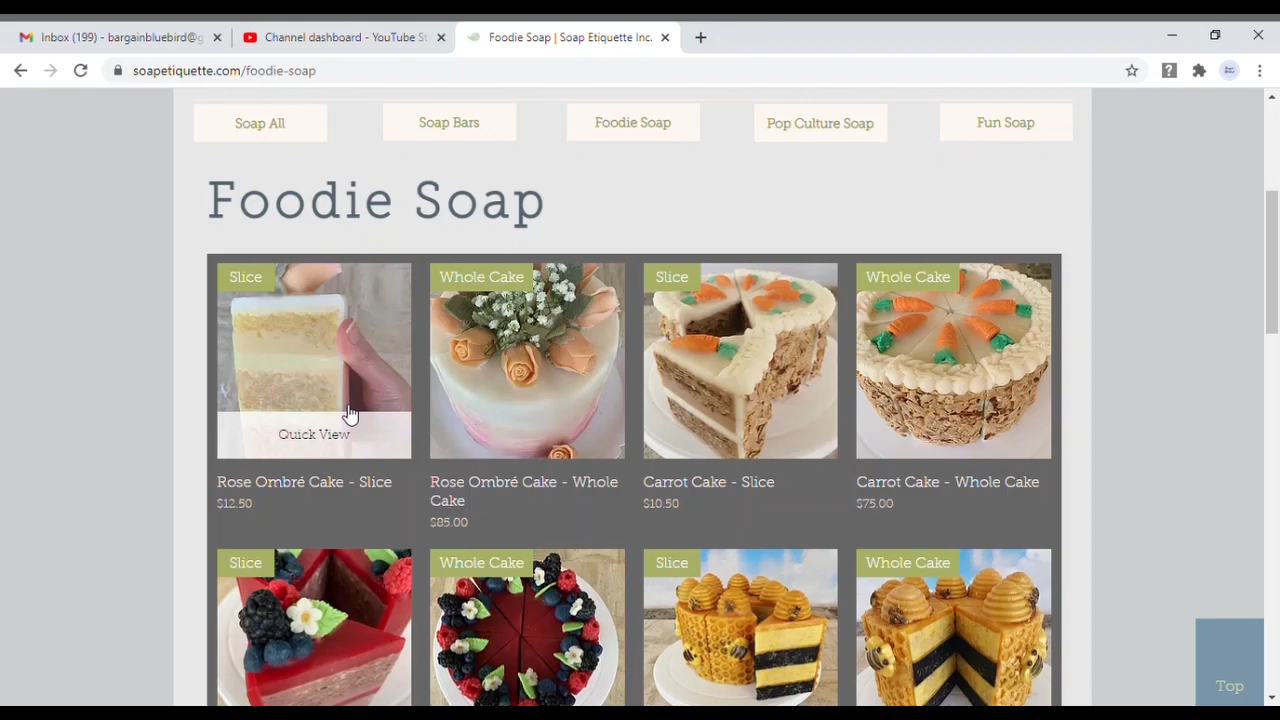 Inbox (199) - bargainbluebird@g
Channel dashboard - YouTube St
Foodie Soap | Soap Etiquette Inc.
soapetiquette.com/foodie-soap
Soap All
Soap Bars
Foodie Soap
Pop Culture Soap
Fun Soap
Foodie Soap
Slice
Whole Cake
Slice
Whole Cake
Quick View
Rose Ombré Cake - Slice
$12.50
Rose Ombré Cake - Whole
Cake
$85.00
Carrot Cake - Slice
$10.50
Carrot Cake - Whole Cake
$75.00
Slice
Whole Cake
Slice
Whole Cake
Top